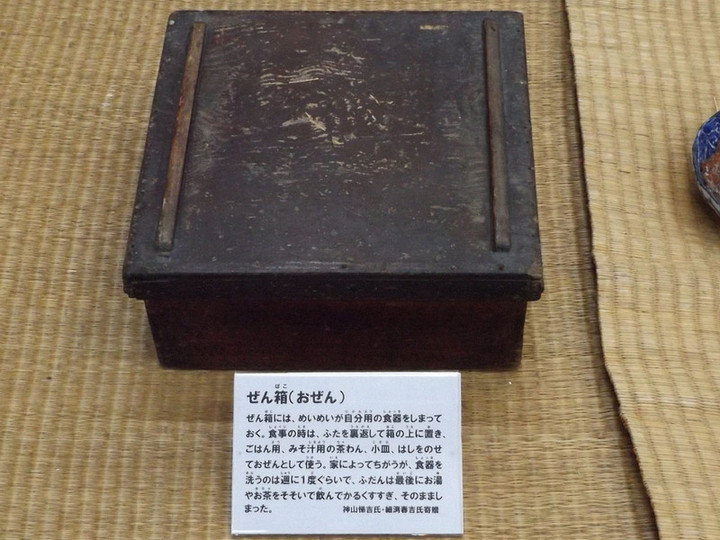 ぜん箱(おぜん)
ぜん箱には、めいめいが自分用の食器をしまって
おく。食事の時は、ふたを裏返して箱の上に置き、
ごはん用、みそ汁用の茶わん、小皿、はしをのせ
ておぜんとして使う。家によってちがうが、食器を
洗うのは週に1度ぐらいで、ふだんは最後にお湯
やお茶をそそいで飲んでかるくすすぎ、そのまましま
った。
神山悌吉氏・細渕春吉氏寄贈